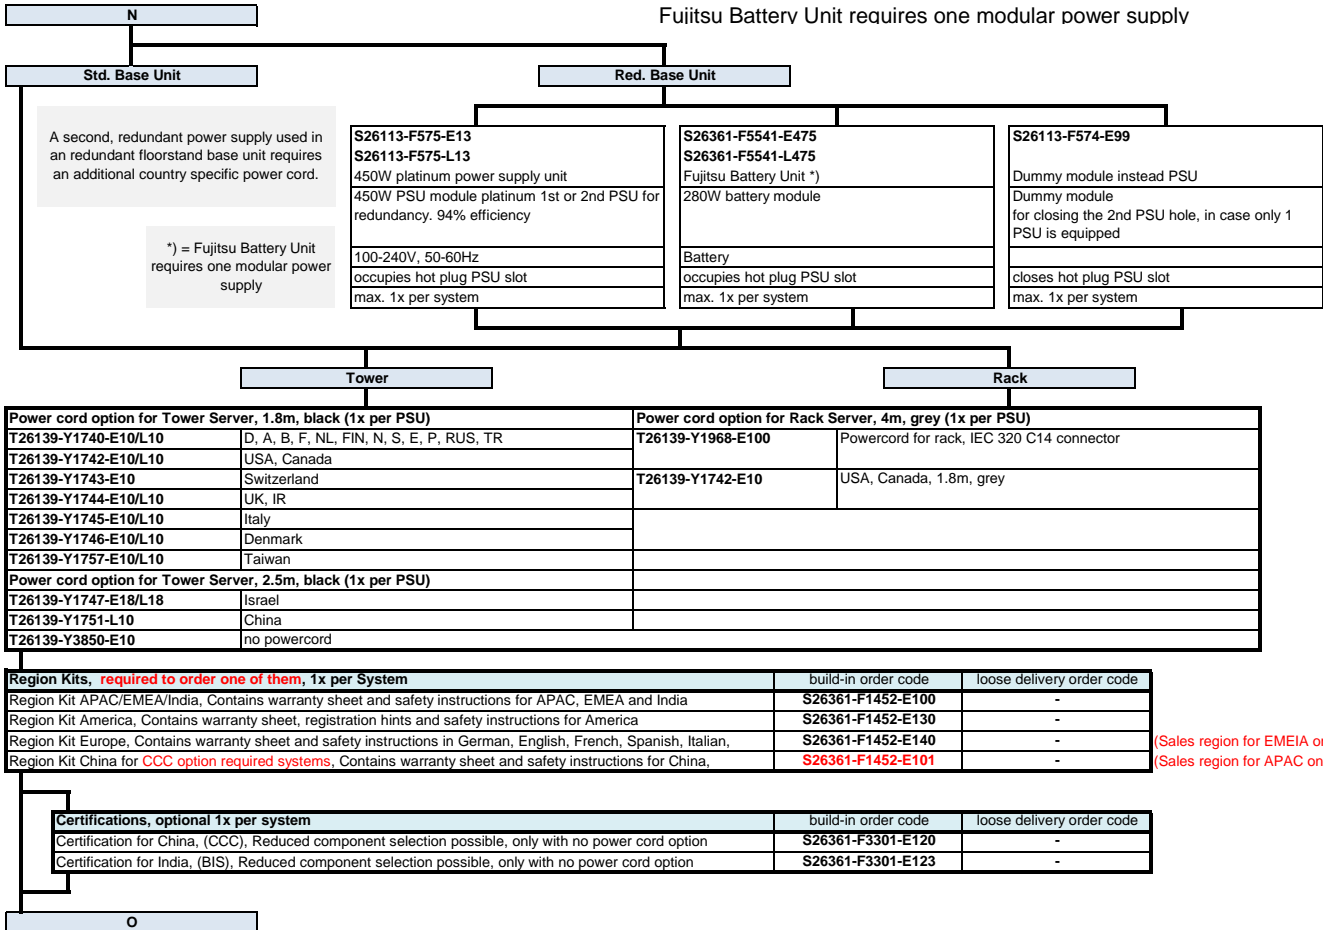 N
Fujitsu Battery Unit requires one modular power supply
Std. Base Unit
Red. Base Unit
A second, redundant power supply used in
an redundant floorstand base unit requires
an additional country specific power cord.
*) = Fujitsu Battery Unit
requires one modular power
supply
S26113-F575-E13
S26113-F575-L13
450W platinum power supply unit
450W PSU module platinum 1st or 2nd PSU for
redundancy. 94% efficiency
100-240V, 50-60Hz
occupies hot plug PSU slot
max. 1x per system
S26361-F5541-E475
S26361-F5541-L475
Fujitsu Battery Unit *)
280W battery module
Battery
occupies hot plug PSU slot
max. 1x per system
S26113-F574-E99
Dummy module instead PSU
Dummy module
for closing the 2nd PSU hole, in case only 1
PSU is equipped
closes hot plug PSU slot
max. 1x per system
Tower
Rack
Power cord option for Tower Server, 1.8m, black (1x per PSU)
T26139-Y1740-E10/L10 D, A, B, F, NL, FIN, N, S, E, P, RUS, TR
T26139-Y1742-E10/L10 USA, Canada
T26139-Y1743-E10 Switzerland
T26139-Y1744-E10/L10 UK, IR
T26139-Y1745-E10/L10 Italy
T26139-Y1746-E10/L10 Denmark
T26139-Y1757-E10/L10 Taiwan
Power cord option for Tower Server, 2.5m, black (1x per PSU)
T26139-Y1747-E18/L18 Israel
T26139-Y1751-L10 China
T26139-Y3850-E10 no powercord
Power cord option for Rack Server, 4m, grey (1x per PSU)
T26139-Y1968-E100 Powercord for rack, IEC 320 C14 connector
T26139-Y1742-E10 USA, Canada, 1.8m, grey
Region Kits, required to order one of them, 1x per System build-in order code loose delivery order code
Region Kit APAC/EMEA/India, Contains warranty sheet and safety instructions for APAC, EMEA and India S26361-F1452-E100 -
Region Kit America, Contains warranty sheet, registration hints and safety instructions for America S26361-F1452-E130 -
Region Kit Europe, Contains warranty sheet and safety instructions in German, English, French, Spanish, Italian, S26361-F1452-E140 - (Sales region for EMEIA or
Region Kit China for CCC option required systems, Contains warranty sheet and safety instructions for China, S26361-F1452-E101 - (Sales region for APAC on
Certifications, optional 1x per system build-in order code loose delivery order code
Certification for China, (CCC), Reduced component selection possible, only with no power cord option S26361-F3301-E120 -
Certification for India, (BIS), Reduced component selection possible, only with no power cord option S26361-F3301-E123 -
O